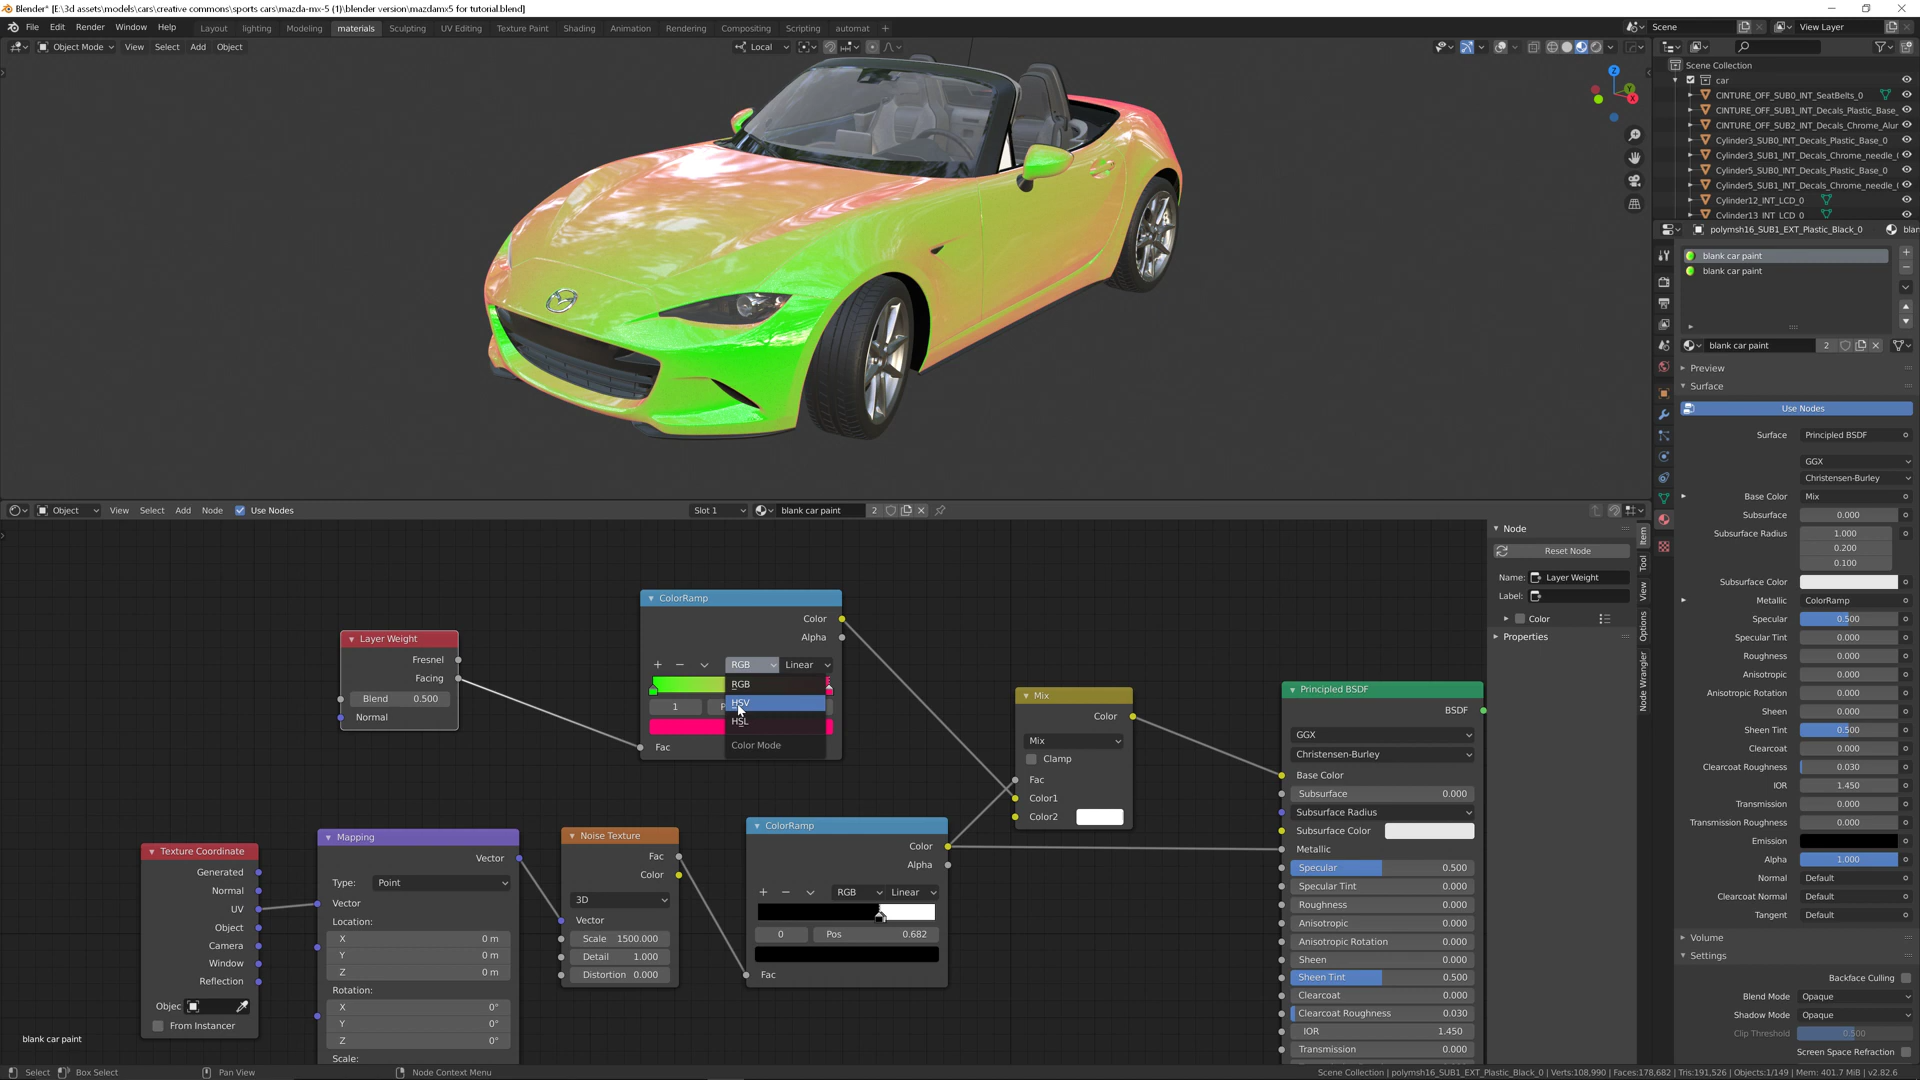 Blender* [E:\3d assets\models\cars\creative commons\sports cars\mazda-mx-5 (1)\blender version\mazdamx5 for tutorial.blend]
File Edit Render Window Help Layout lighting Modeling materials Sculpting UV Editing Texture Paint Shading Animation Rendering Compositing Scripting automat + Scene View Layer
Object Mode View Select Add Object Local
Scene Collection
car
CINTURE_OFF_SUB0_INT_SeatBelts_0
CINTURE_OFF_SUB1_INT_Decals_Plastic_Base_
CINTURE_OFF_SUB2_INT_Decals_Chrome_Alur
Cylinder3_SUB0_INT_Decals_Plastic_Base_0
Cylinder3_SUB1_INT_Decals_Chrome_needle_(
Cylinder5_SUB0_INT_Decals_Plastic_Base_0
Cylinder5_SUB1_INT_Decals_Chrome_needle_(
Cylinder12_INT_LCD_0
Cylinder13_INT_LCD_0
Z
Y
X
polymsh16_SUB1_EXT_Plastic_Black_0 blan
blank car paint
blank car paint
blank car paint 2
Preview
Surface
Use Nodes
Surface Principled BSDF
GGX
Christensen-Burley
Base Color Mix
Subsurface 0.000
Subsurface Radius 1.000
0.200
0.100
Subsurface Color
Metallic ColorRamp
Specular 0.500
Specular Tint 0.000
Roughness 0.000
Anisotropic 0.000
Anisotropic Rotation 0.000
Sheen 0.000
Sheen Tint 0.500
Clearcoat 0.000
Clearcoat Roughness 0.030
IOR 1.450
Transmission 0.000
Transmission Roughness 0.000
Emission
Alpha 1.000
Normal Default
Clearcoat Normal Default
Tangent Default
Volume
Settings
Backface Culling
Blend Mode Opaque
Shadow Mode Opaque
Clip Threshold 0.500
Screen Space Refraction
Object View Select Add Node Use Nodes Slot 1 blank car paint 2
Node
Reset Node
Name: Layer Weight
Label:
Color
Properties
Item
Tool
View
Options
Node Wrangler
Layer Weight
Fresnel
Facing
Blend 0.500
Normal
ColorRamp
Color
Alpha
+ − RGB Linear
RGB
HSV
HSL
Color Mode
1 P
Fac
Mix
Color
Mix
Clamp
Fac
Color1
Color2
Principled BSDF
BSDF
GGX
Christensen-Burley
Base Color
Subsurface 0.000
Subsurface Radius
Subsurface Color
Metallic
Specular 0.500
Specular Tint 0.000
Roughness 0.000
Anisotropic 0.000
Anisotropic Rotation 0.000
Sheen 0.000
Sheen Tint 0.500
Clearcoat 0.000
Clearcoat Roughness 0.030
IOR 1.450
Transmission 0.000
Texture Coordinate
Generated
Normal
UV
Object
Camera
Window
Reflection
Objec
From Instancer
Mapping
Vector
Type: Point
Vector
Location:
X 0 m
Y 0 m
Z 0 m
Rotation:
X 0°
Y 0°
Z 0°
Scale:
Noise Texture
Fac
Color
3D
Vector
Scale 1500.000
Detail 1.000
Distortion 0.000
ColorRamp
Color
Alpha
+ − RGB Linear
0 Pos 0.682
Fac
blank car paint
Select Box Select Pan View Node Context Menu Scene Collection | polymsh16_SUB1_EXT_Plastic_Black_0 | Verts:108,990 | Faces:178,682 | Tris:191,526 | Objects:1/149 | Mem: 401.7 MiB | v2.82.6